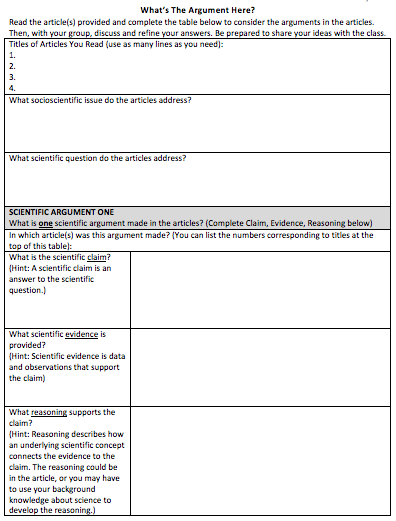 What's The Argument Here?
Read the article(s) provided and complete the table below to consider the arguments in the articles.
Then, with your group, discuss and refine your answers. Be prepared to share your ideas with the class.
Titles of Articles You Read (use as many lines as you need):
1.
2.
3.
4.
What socioscientific issue do the articles address?
What scientific question do the articles address?
SCIENTIFIC ARGUMENT ONE
What is one scientific argument made in the articles? (Complete Claim, Evidence, Reasoning below)
In which article(s) was this argument made? (You can list the numbers corresponding to titles at the
top of this table):
What is the scientific claim?
(Hint: A scientific claim is an
answer to the scientific
question.)
What scientific evidence is
provided?
(Hint: Scientific evidence is data
and observations that support
the claim)
What reasoning supports the
claim?
(Hint: Reasoning describes how
an underlying scientific concept
connects the evidence to the
claim. The reasoning could be
in the article, or you may have
to use your background
knowledge about science to
develop the reasoning.)